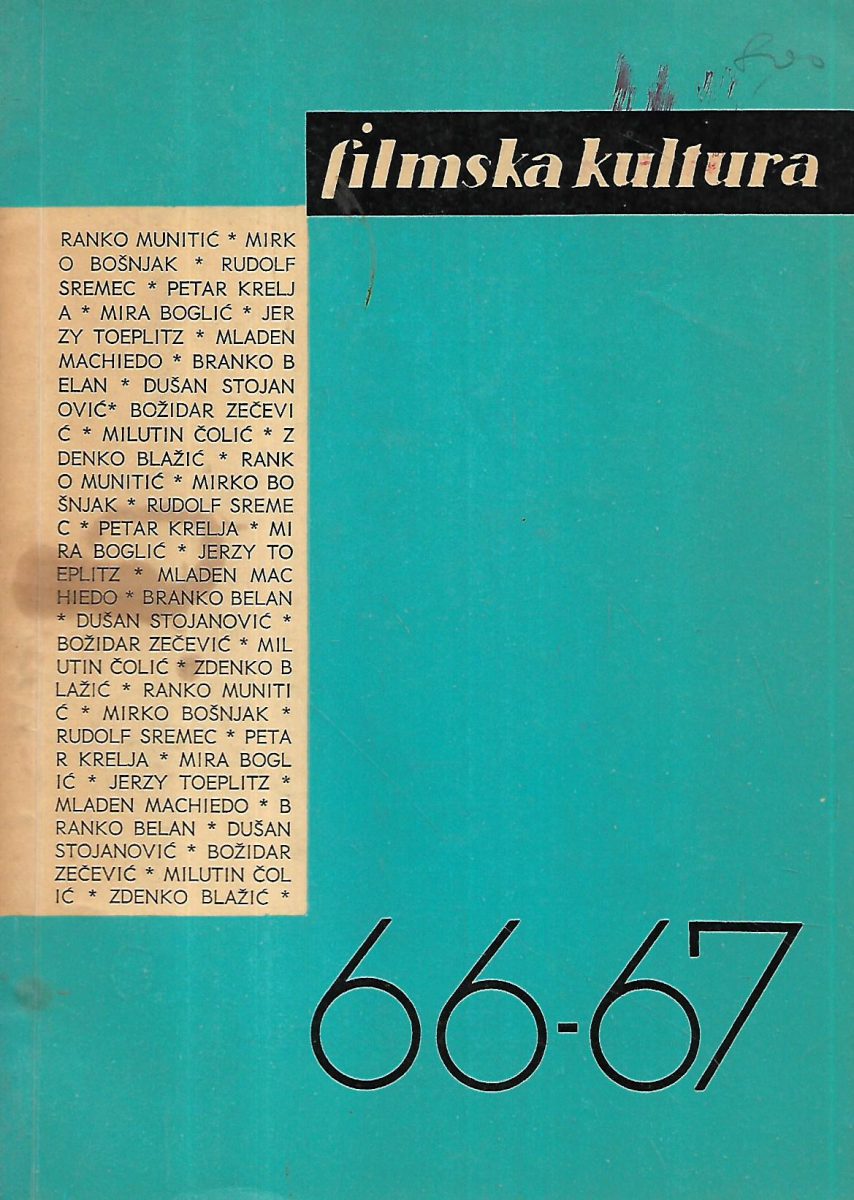 filmska kultura
RANKO MUNITIĆ * MIRK
O BOŠNJAK * RUDOLF
SREMEC * PETAR KRELJ
A * MIRA BOGLIĆ * JER
ZY TOEPLITZ * MLADEN
MACHIEDO * BRANKO B
ELAN * DUŠAN STOJAN
OVIĆ* BOŽIDAR ZEČEVI
Ć * MILUTIN ČOLIĆ * Z
DENKO BLAŽIĆ * RANK
O MUNITIĆ * MIRKO BO
ŠNJAK * RUDOLF SREME
C * PETAR KRELJA * MI
RA BOGLIĆ * JERZY TO
EPLITZ * MLADEN MAC
HIEDO * BRANKO BELAN
* DUŠAN STOJANOVIĆ *
BOŽIDAR ZEČEVIĆ * MIL
UTIN ČOLIĆ * ZDENKO B
LAŽIĆ * RANKO MUNITI
Ć * MIRKO BOŠNJAK *
RUDOLF SREMEC * PETA
R KRELJA * MIRA BOGL
IĆ * JERZY TOEPLITZ *
MLADEN MACHIEDO * B
RANKO BELAN * DUŠAN
STOJANOVIĆ * BOŽIDAR
ZEČEVIĆ * MILUTIN ČOL
IĆ * ZDENKO BLAŽIĆ *
66-67